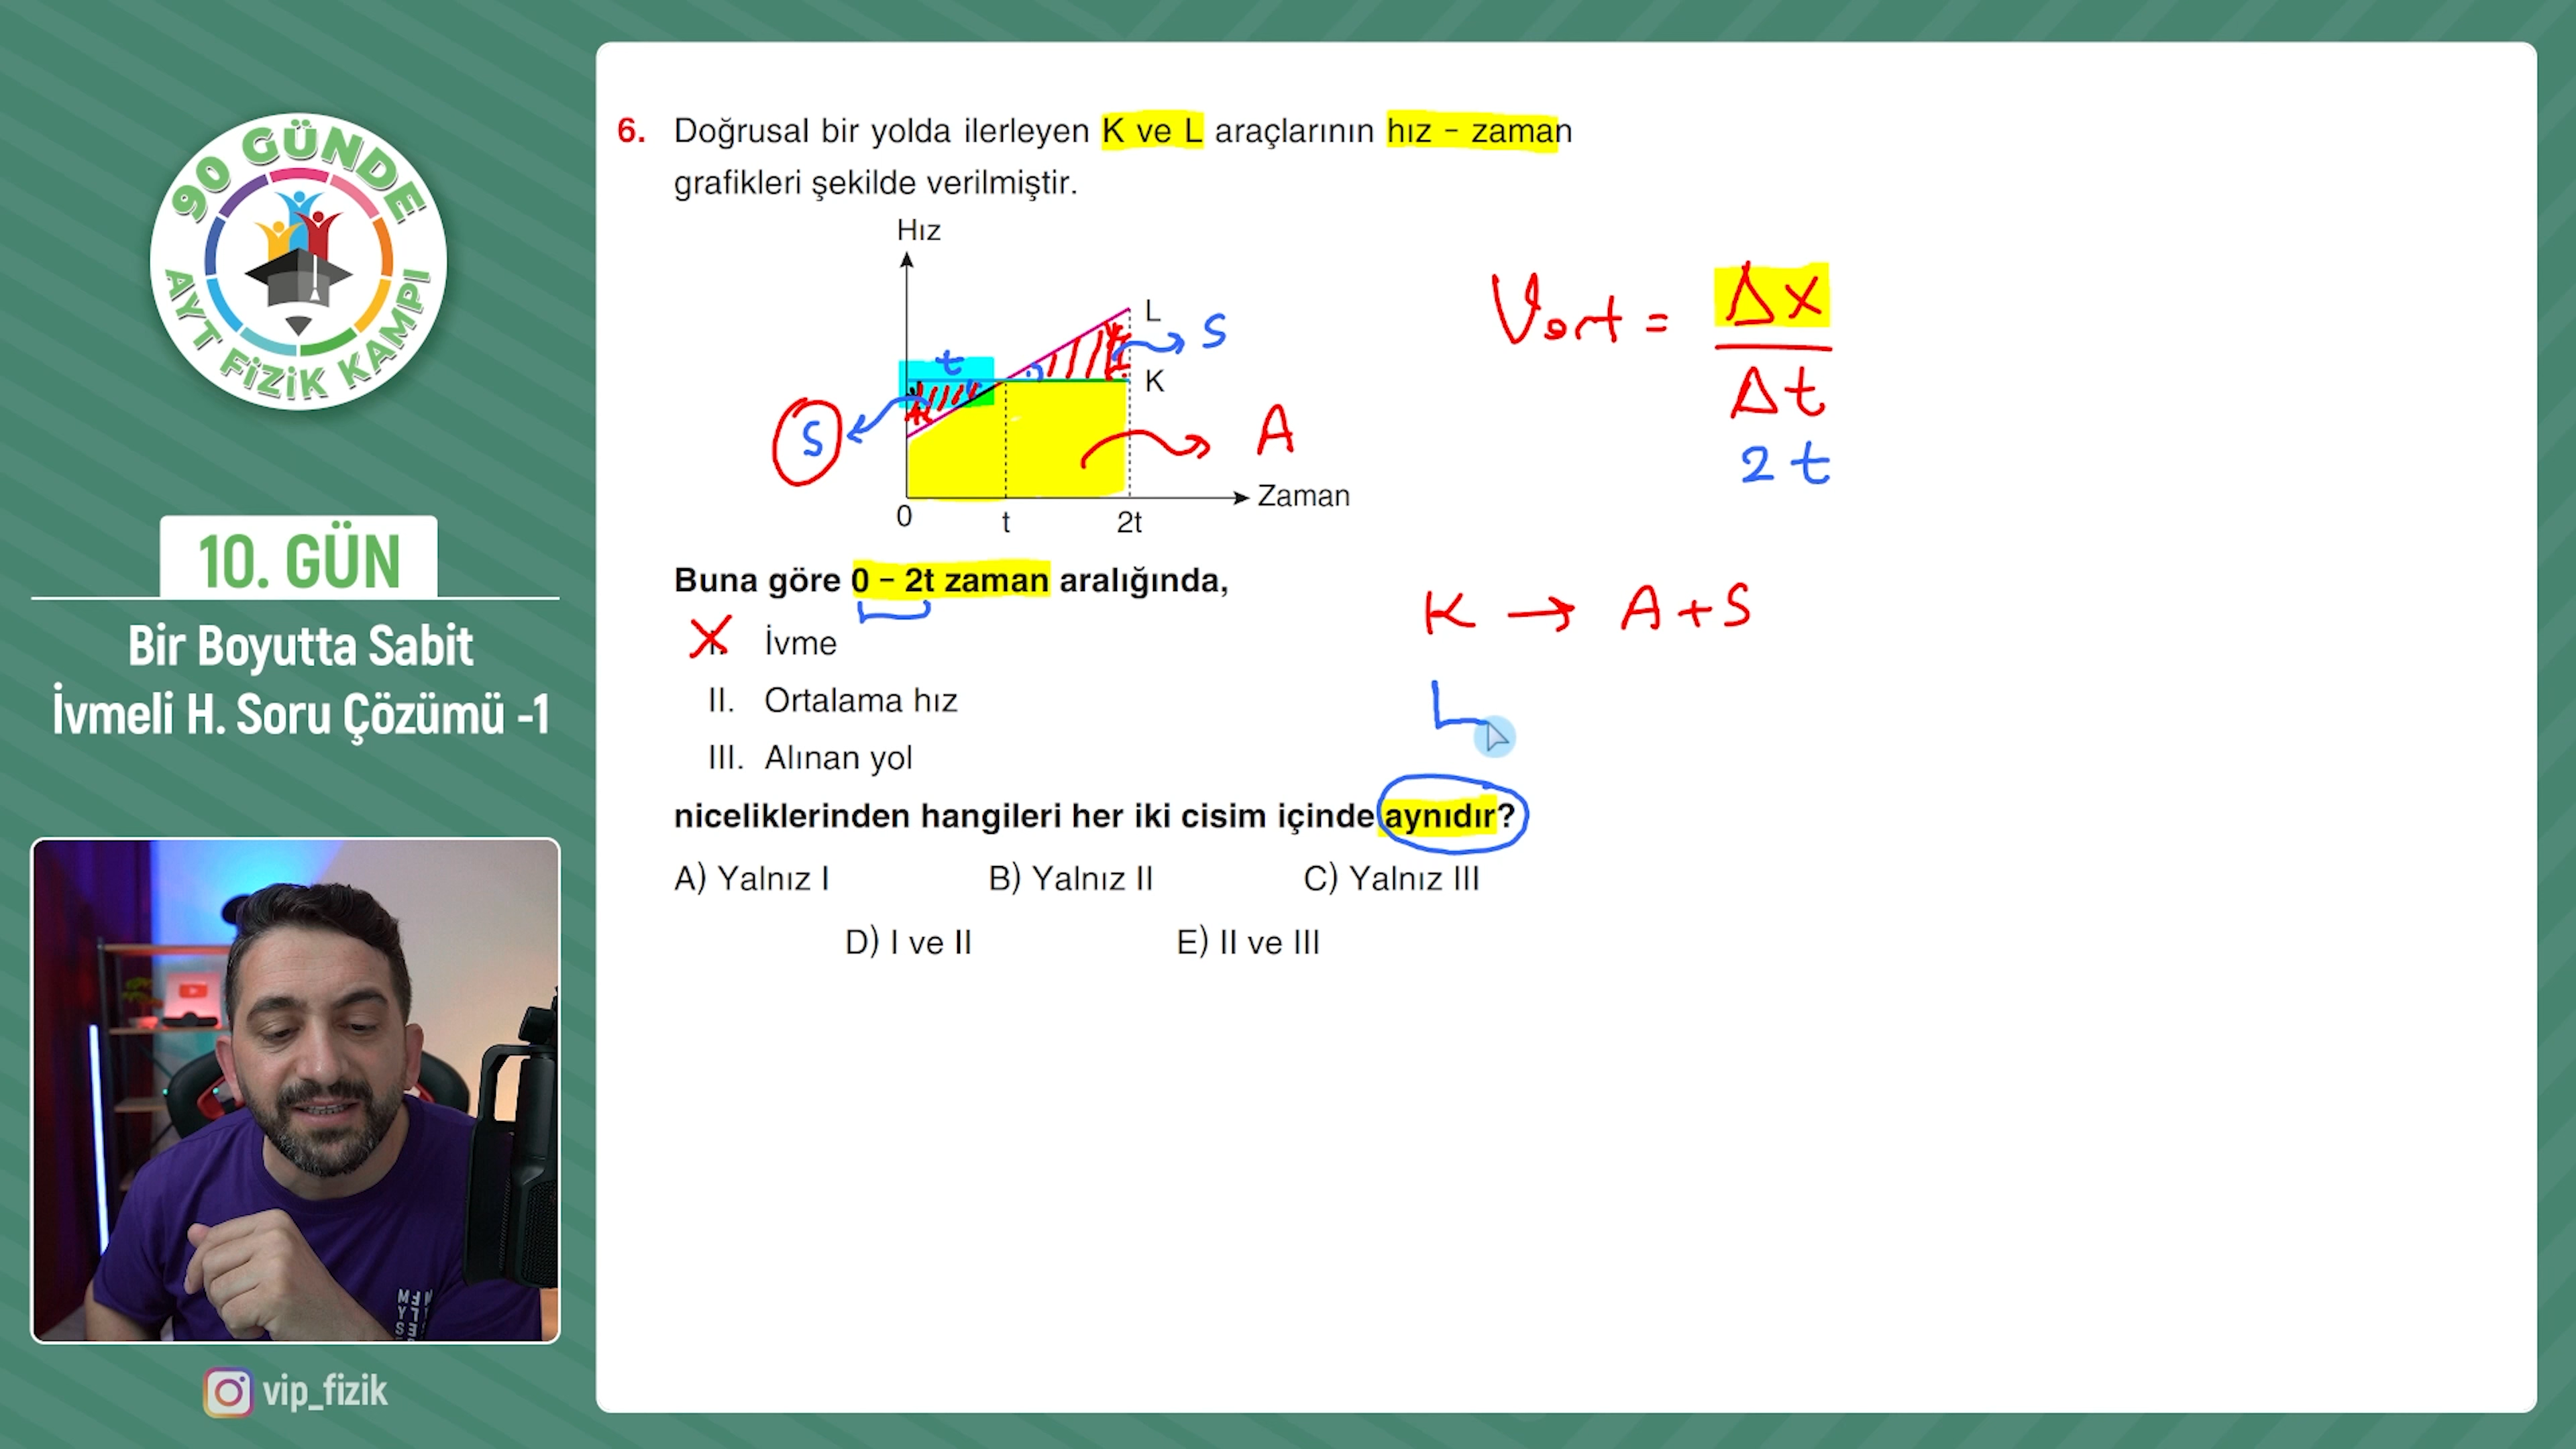 90 GÜNDE
AYT FİZİK KAMPI
10. GÜN
Bir Boyutta Sabit
İvmeli H. Soru Çözümü -1
vip_fizik
6. Doğrusal bir yolda ilerleyen K ve L araçlarının hız - zaman
grafikleri şekilde verilmiştir.
Hız
L
S
t
K
S
A
Zaman
0 t 2t
Vort = Δx
Δt
2t
Buna göre 0 - 2t zaman aralığında,
I. İvme
II. Ortalama hız
III. Alınan yol
K → A+S
L
niceliklerinden hangileri her iki cisim içinde aynıdır?
A) Yalnız I B) Yalnız II C) Yalnız III
D) I ve II E) II ve III